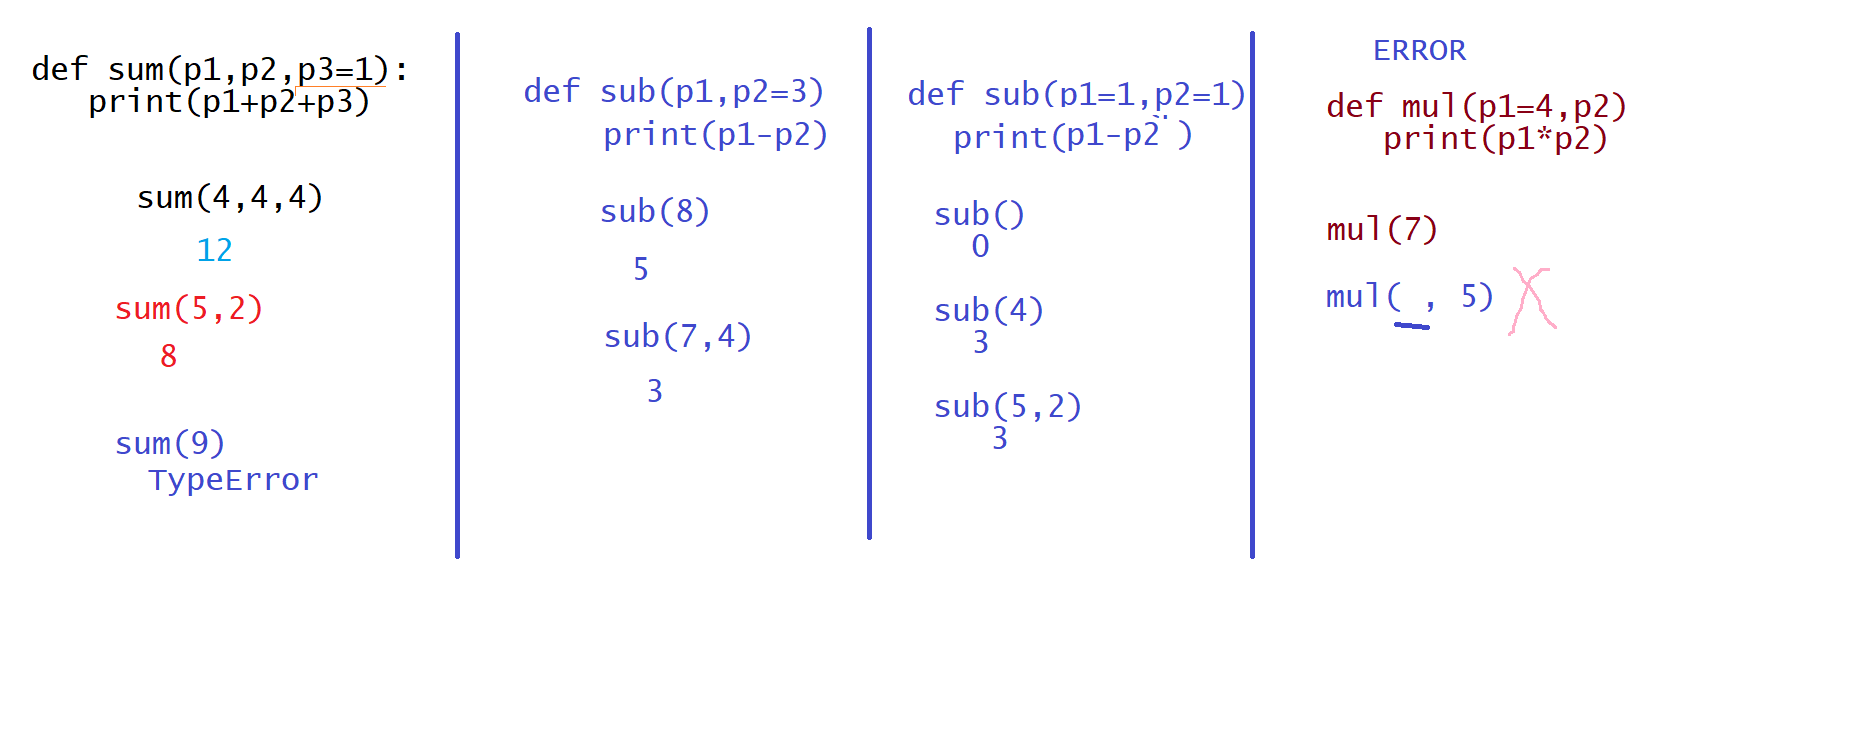 def sum(p1,p2,p3=1):
print(p1+p2+p3)
sum(4,4,4)
12
sum(5,2)
8
sum(9)
TypeError
def sub(p1,p2=3)
print(p1-p2)
sub(8)
5
sub(7,4)
3
def sub(p1=1,p2=1)
print(p1-p2 )
sub()
0
sub(4)
3
sub(5,2)
3
ERROR
def mul(p1=4,p2)
print(p1*p2)
mul(7)
mul( , 5)